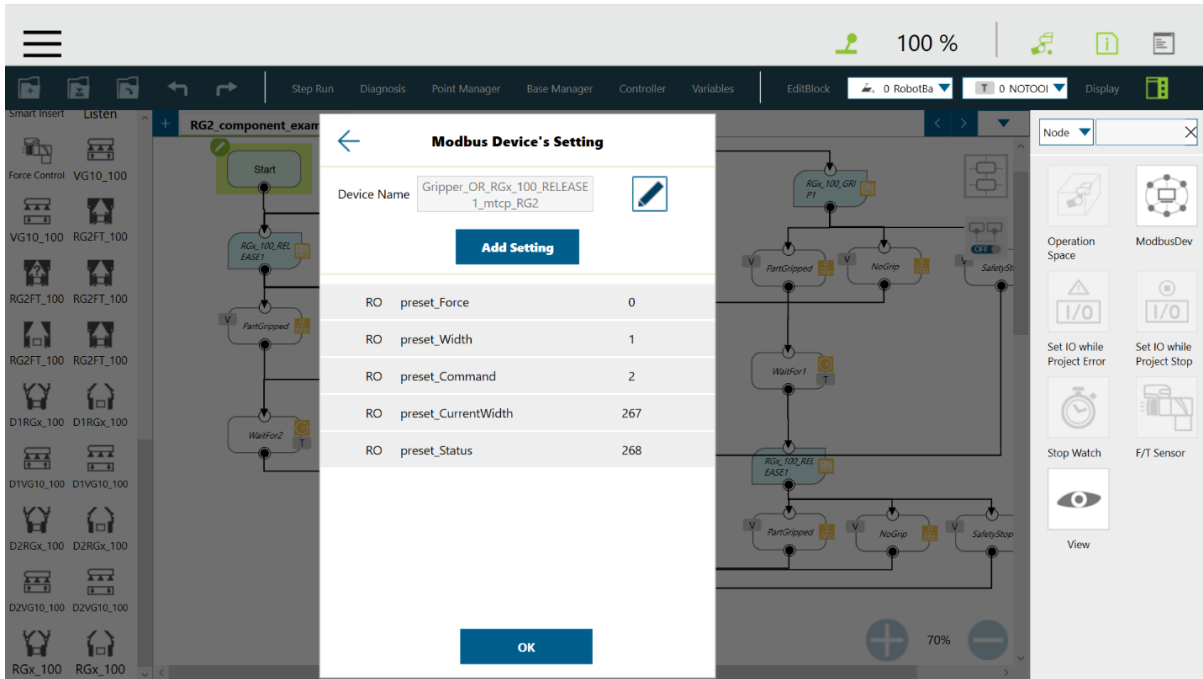 100 %
Step Run
Diagnosis
Point Manager
Base Manager
Controller
Variables
EditBlock
0 RobotBa
T 0 NOTOOl
Display
Smart Insert
Listen
Force Control
VG10_100
VG10_100
RG2FT_100
RG2FT_100
RG2FT_100
RG2FT_100
RG2FT_100
D1RGx_100
D1RGx_100
D1VG10_100
D1VG10_100
D2RGx_100
D2RGx_100
D2VG10_100
D2VG10_100
RGx_100
RGx_100
+
RG2_component_exam
Start
RGx_100_REL
EASE1
V
PartGripped
WaitFor2
T
Modbus Device's Setting
Device Name
Gripper_OR_RGx_100_RELEASE
1_mtcp_RG2
Add Setting
RO preset_Force 0
RO preset_Width 1
RO preset_Command 2
RO preset_CurrentWidth 267
RO preset_Status 268
OK
RGx_100_GRI
P1
OFF
V
PartGripped
V
NoGrip
V
SafetySt
WaitFor1
T
RGx_100_REL
EASE1
V
PartGripped
V
NoGrip
V
SafetyStop
70%
Node
Operation
Space
ModbusDev
I/O
I/O
Set IO while
Project Error
Set IO while
Project Stop
Stop Watch
F/T Sensor
View